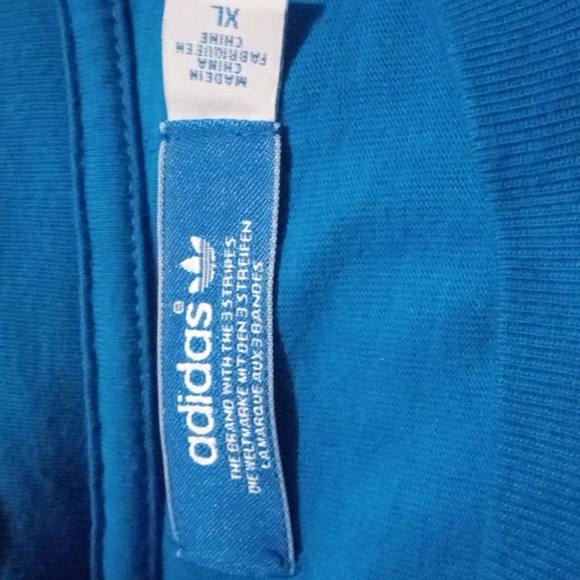 adidas®
THE BRAND WITH THE 3 STRIPES
DIE WELTMARKE MIT DEN 3 STREIFEN
LA MARQUE AUX 3 BANDES
XL
MADE IN
CHINA
FABRIQUE EN
CHINE